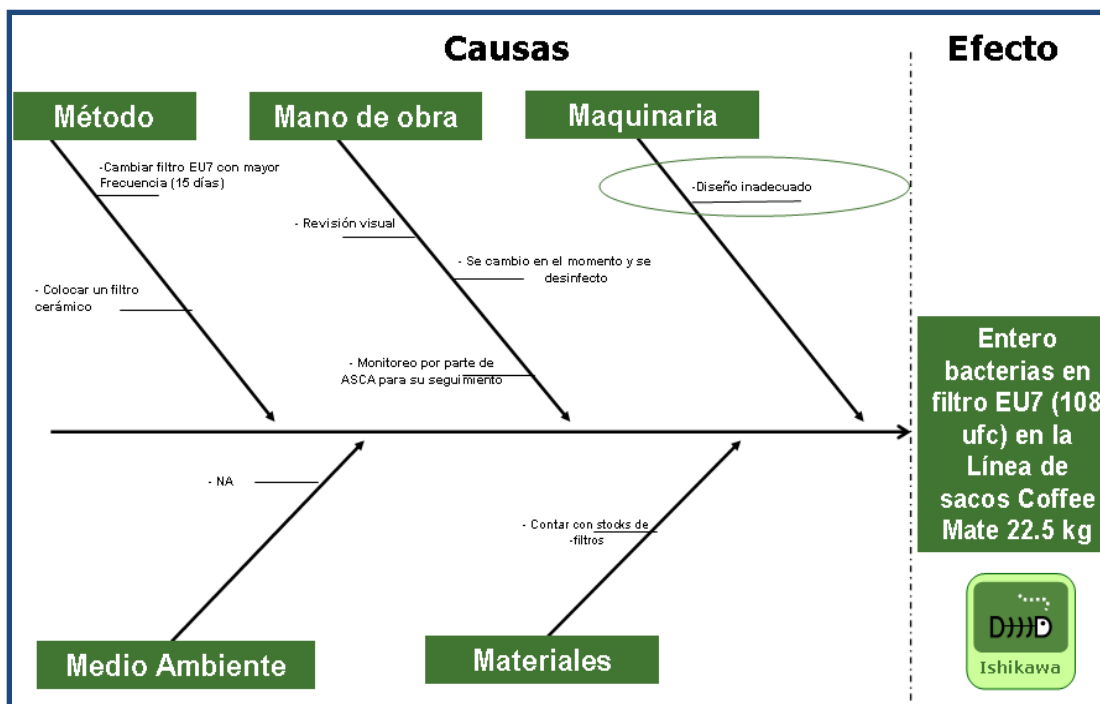 Causas
Efecto
Método
Mano de obra
Maquinaria
-Cambiar filtro EU7 con mayor
Frecuencia (15 días)
- Colocar un filtro
cerámico
- Revisión visual
- Se cambio en el momento y se
desinfecto
- Monitoreo por parte de
ASCA para su seguimiento
-Diseño inadecuado
Entero
bacterias en
filtro EU7 (108
ufc) en la
Línea de
sacos Coffee
Mate 22.5 kg
- NA
- Contar con stocks de
-filtros
Medio Ambiente
Materiales
Ishikawa